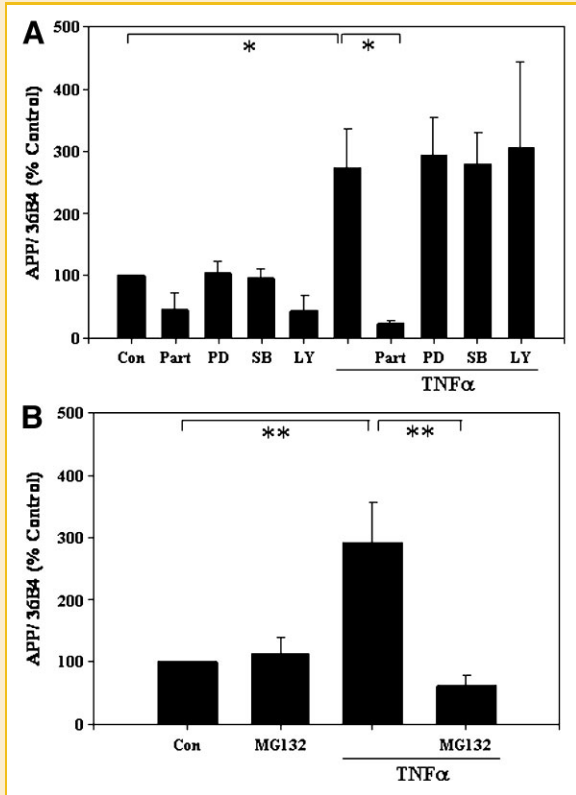 A
500
400
300
200
100
0
APP/ 36B4 (% Control)
*
*
Con Part PD SB LY Part PD SB LY
TNFα
B
500
400
300
200
100
0
APP/ 36B4 (% Control)
**
**
Con MG132 MG132
TNFα